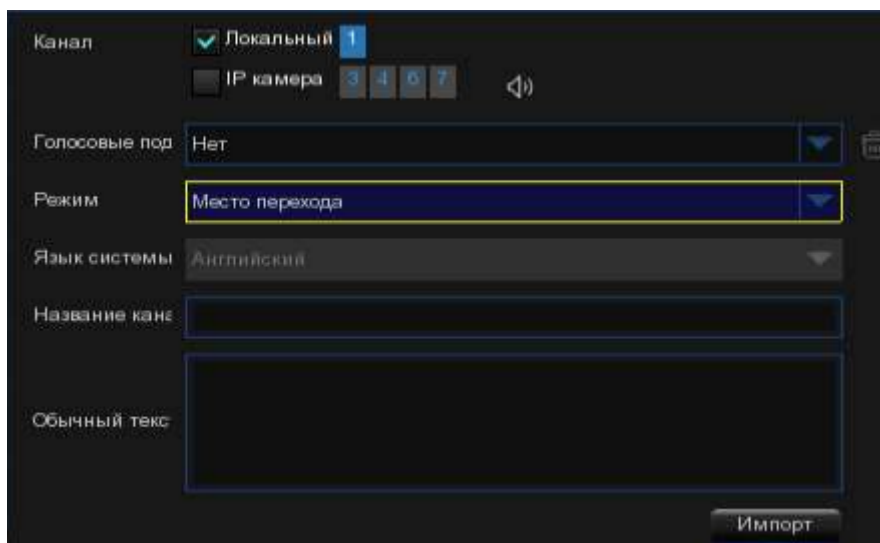 Канал
Локальный 1
IP камера 3 4 6 7
Голосовые под Нет
Режим Место перехода
Язык системы Английский
Название кана
Обычный текс
Импорт